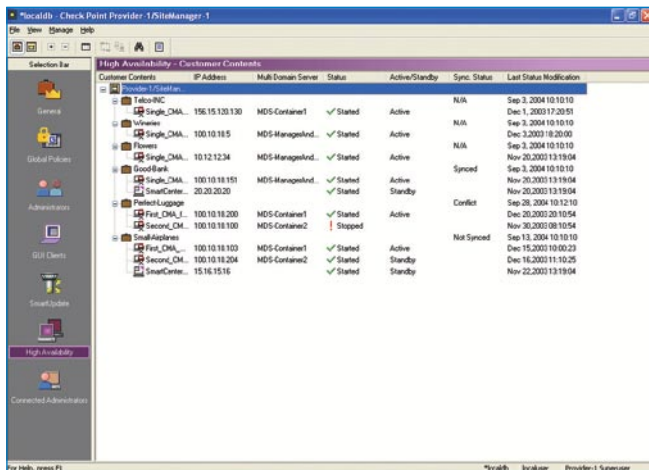 *localdb - Check Point Provider-1/SiteManager-1
File View Manage Help
Selection Bar
High Availability - Customer Contents
General
Global Policies
Administrators
GUI Clients
SmartUpdate
High Availability
Connected Administrators
Customer Contents IP Address Multi Domain Server Status Active/Standby Sync. Status Last Status Modification
Provider-1/SiteMan...
Telco-INC N/A Sep 3, 2004 10:10:10
Single_CMA... 156.15.120.130 MDS-Container1 Started Active Dec 1, 2003 17:20:51
Wineries N/A Sep 3, 2004 10:10:10
Single_CMA... 100.10.18.5 MDS-ManagesAnd... Started Active Dec 3,2003 18:20:00
Flowers N/A Sep 3, 2004 10:10:10
Single_CMA... 10.12.12.34 MDS-ManagesAnd... Started Active Nov 20,2003 13:19:04
Good-Bank Synced Sep 3, 2004 10:10:10
Single_CMA... 100.10.18.151 MDS-ManagesAnd... Started Active Nov 20,2003 13:19:04
SmartCenter... 20.20.20.20 Started Standby Nov 20,2003 13:19:04
Perfect-Luggage Conflict Sep 28, 2004 10:12:10
First_CMA_f... 100.10.18.200 MDS-Container1 Started Active Dec 20,2003 20:10:54
Second_CM... 100.10.18.100 MDS-Container2 Stopped Nov 30,2003 08:10:54
Small-Airplanes Not Synced Sep 13, 2004 10:10:10
First_CMA_... 100.10.18.103 MDS-Container1 Started Active Dec 15,2003 10:00:23
Second_CM... 100.10.18.204 MDS-Container2 Started Standby Dec 16,2003 11:10:25
SmartCenter... 15.16.15.16 Started Standby Nov 22,2003 13:19:04
For Help, press F1 *localdb localuser Provider-1 Superuser